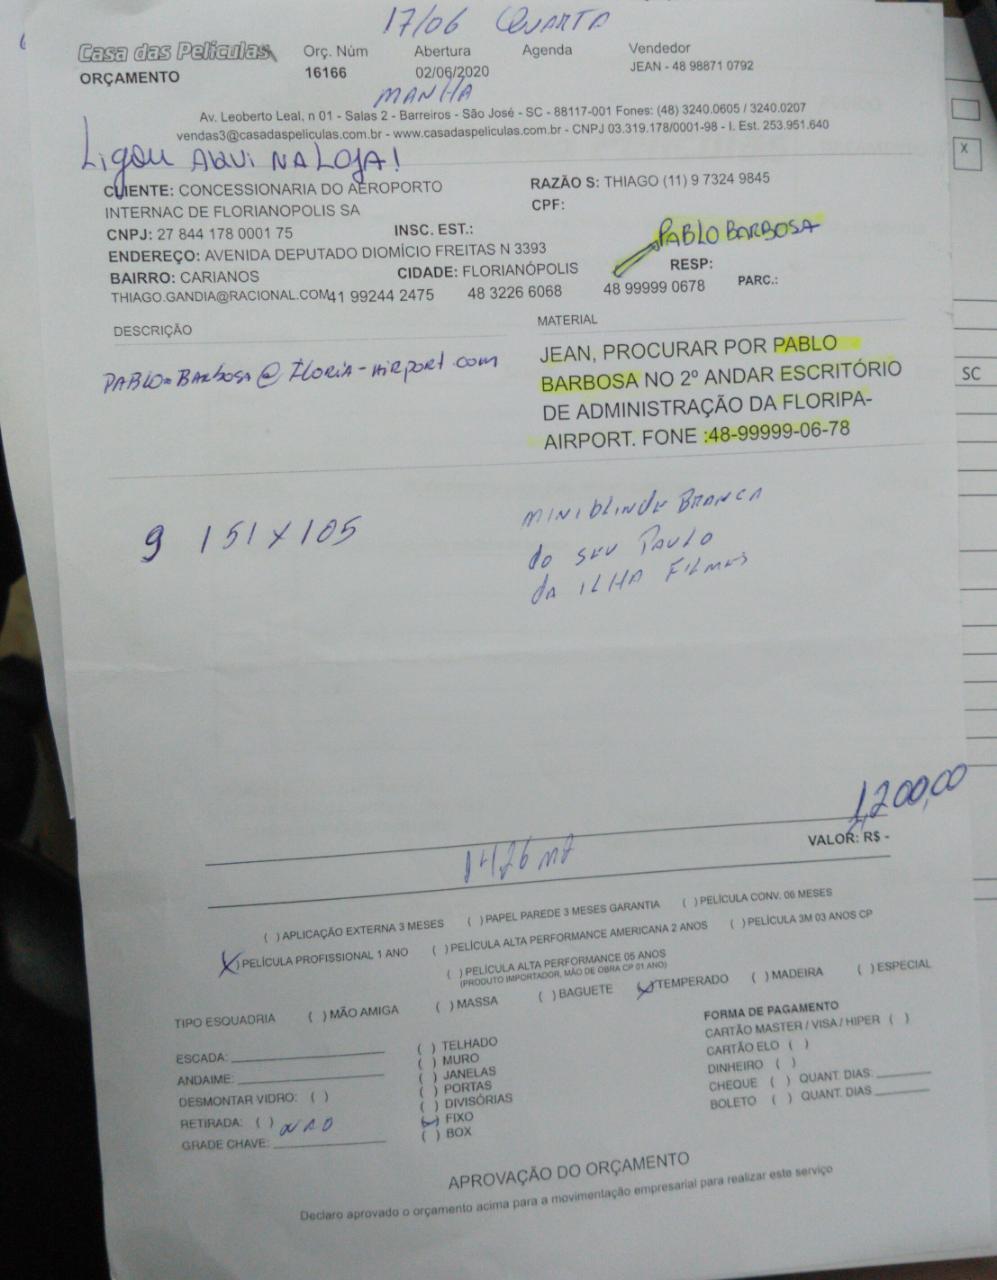 17/06 QUARTA
Casa das Películas
ORÇAMENTO
Orç. Núm
16166
Abertura
02/06/2020
Agenda
Vendedor
JEAN - 48 98871 0792
MANHA
Av. Leoberto Leal, n 01 - Salas 2 - Barreiros - São José - SC - 88117-001 Fones: (48) 3240.0605 / 3240.0207
vendas3@casadaspeliculas.com.br - www.casadaspeliculas.com.br - CNPJ 03.319.178/0001-98 - I. Est. 253.951.640
LIGOU AQUI NA LOJA!
CLIENTE: CONCESSIONARIA DO AEROPORTO
INTERNAC DE FLORIANOPOLIS SA
RAZÃO S: THIAGO (11) 9 7324 9845
CPF:
CNPJ: 27 844 178 0001 75
INSC. EST.:
PABLO BARBOSA
ENDEREÇO: AVENIDA DEPUTADO DIOMÍCIO FREITAS N 3393
RESP:
BAIRRO: CARIANOS
CIDADE: FLORIANÓPOLIS
PARC.:
THIAGO.GANDIA@RACIONAL.COM 41 99244 2475 48 3226 6068 48 99999 0678
DESCRIÇÃO
MATERIAL
JEAN, PROCURAR POR PABLO
BARBOSA NO 2º ANDAR ESCRITÓRIO
DE ADMINISTRAÇÃO DA FLORIPA-
AIRPORT. FONE :48-99999-06-78
9 151 x 105
MINIBLINDE BRANCA
do SEU PAULO
da ILHA FILMES
1.200,00
VALOR: R$ -
( ) APLICAÇÃO EXTERNA 3 MESES ( ) PAPEL PAREDE 3 MESES GARANTIA ( ) PELÍCULA CONV. 06 MESES
(X) PELÍCULA PROFISSIONAL 1 ANO ( ) PELÍCULA ALTA PERFORMANCE AMERICANA 2 ANOS ( ) PELÍCULA 3M 03 ANOS CP
( ) PELÍCULA ALTA PERFORMANCE 05 ANOS
(PRODUTO IMPORTADOR, MÃO DE OBRA CP 01 ANO)
TIPO ESQUADRIA ( ) MÃO AMIGA ( ) MASSA ( ) BAGUETE (X) TEMPERADO ( ) MADEIRA ( ) ESPECIAL
ESCADA:
ANDAIME:
DESMONTAR VIDRO: ( )
RETIRADA: ( ) NÃO
GRADE CHAVE:
( ) TELHADO
( ) MURO
( ) JANELAS
( ) PORTAS
( ) DIVISÓRIAS
(X) FIXO
( ) BOX
FORMA DE PAGAMENTO
CARTÃO MASTER / VISA / HIPER ( )
CARTÃO ELO ( )
DINHEIRO ( )
CHEQUE ( ) QUANT. DIAS:
BOLETO ( ) QUANT. DIAS
APROVAÇÃO DO ORÇAMENTO
Declaro aprovado o orçamento acima para a movimentação empresarial para realizar este serviço
X
SC